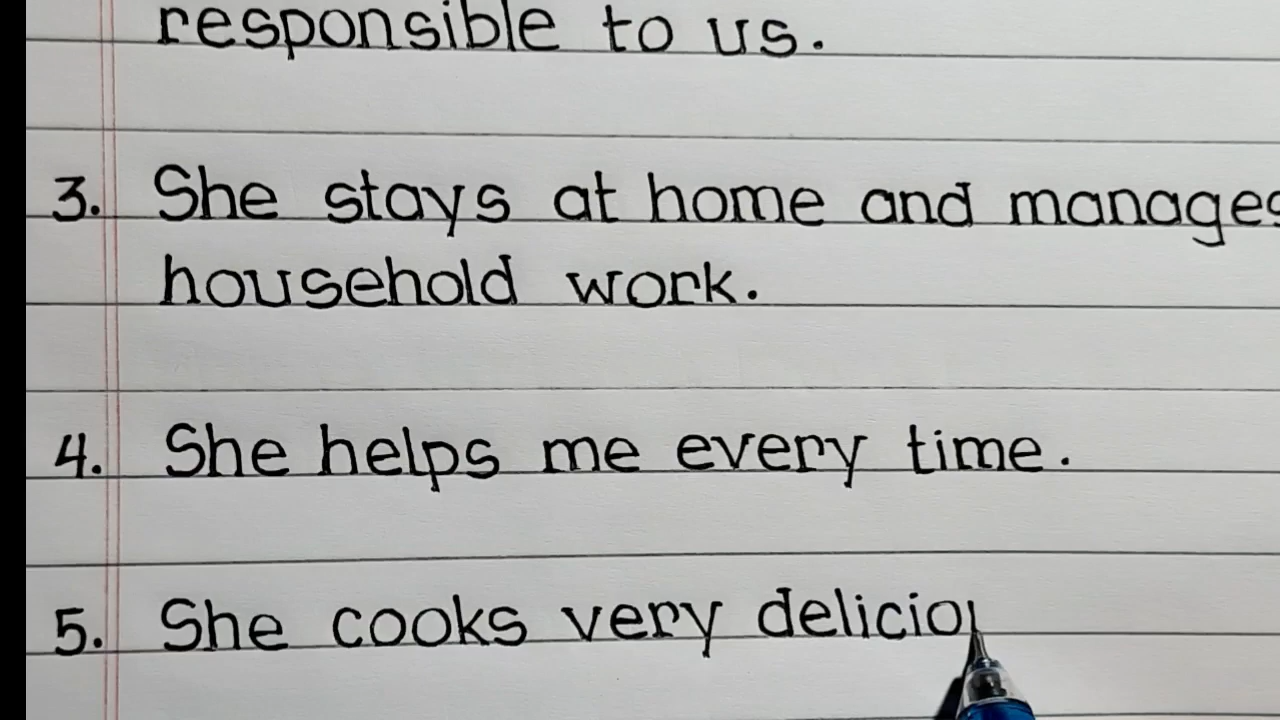 responsible to us.
3. She stays at home and manages
household work.
4. She helps me every time.
5. She cooks very delicio